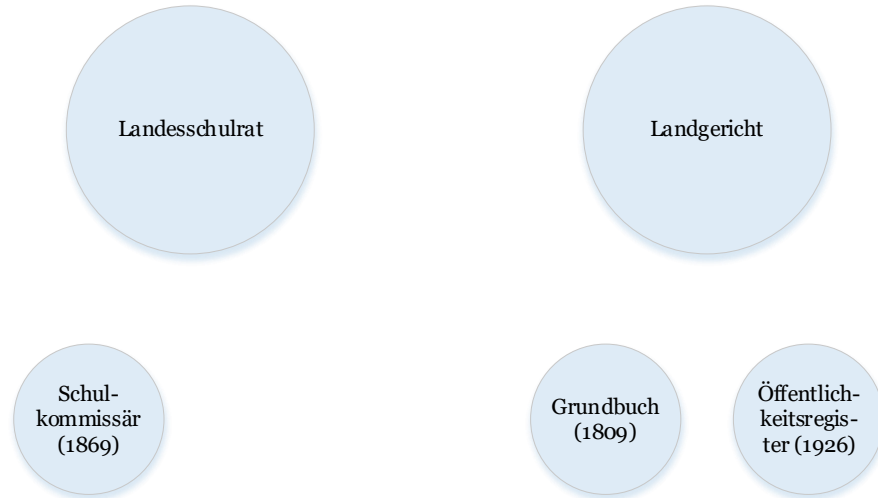 Landesschulrat
Landgericht
Schul-
kommissär
(1869)
Grundbuch
(1809)
Öffentlich-
keitsregis-
ter (1926)